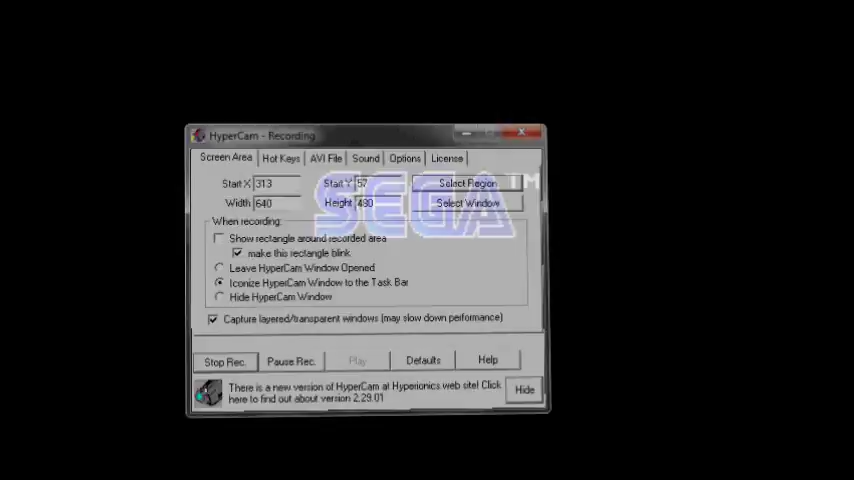 HyperCam - Recording
Screen Area Hot Keys AVI File Sound Options License
Start X 313 Start Y 57 Select Region
Width 640 Height 480 Select Window
SEGA™
When recording:
Show rectangle around recorded area
make this rectangle blink
Leave HyperCam Window Opened
Iconize HyperCam Window to the Task Bar
Hide HyperCam Window
Capture layered/transparent windows (may slow down performance)
Stop Rec. Pause Rec. Play Defaults Help
There is a new version of HyperCam at Hyperionics web site! Click
here to find out about version 2.29.01
Hide